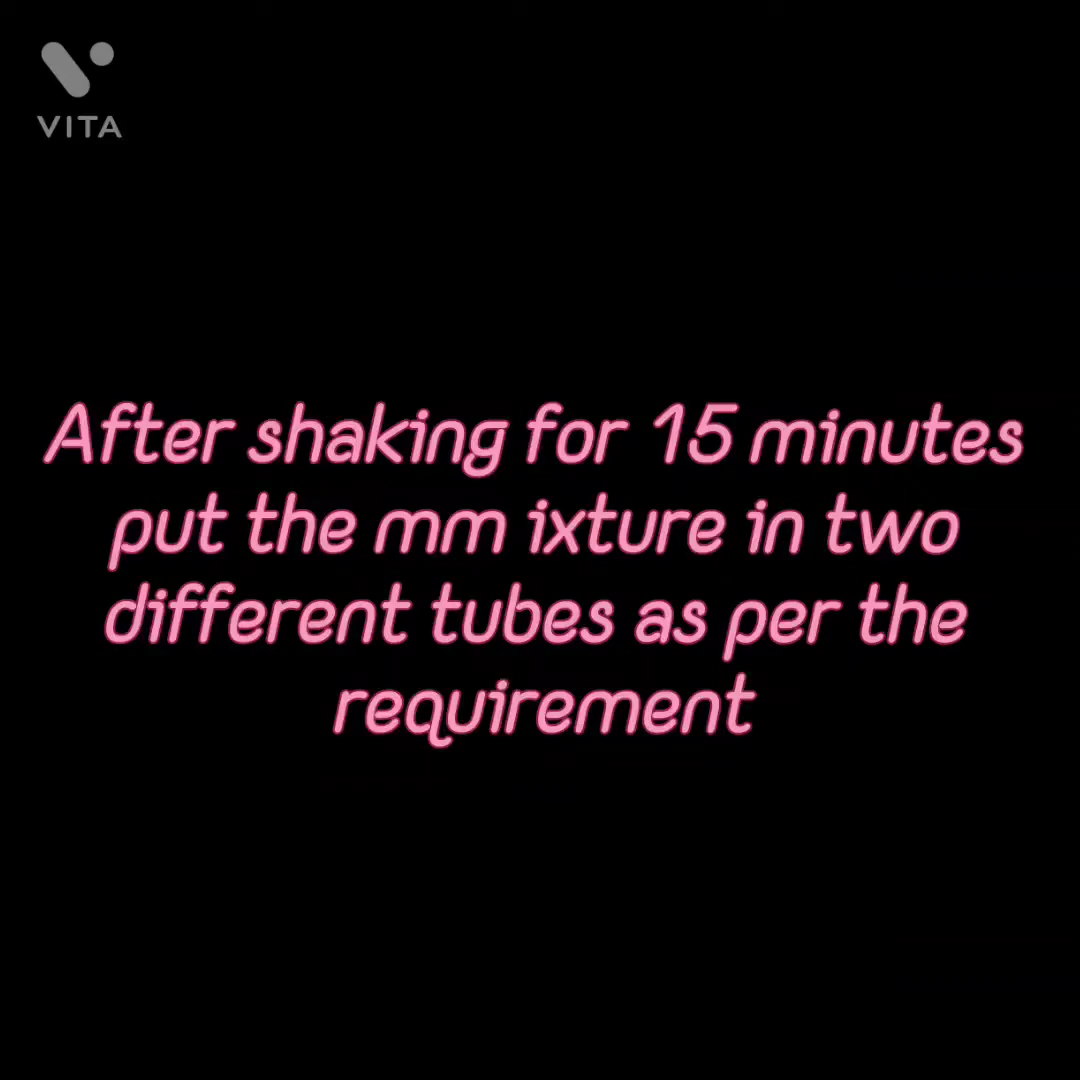 VITA
After shaking for 15 minutes
put the mm ixture in two
different tubes as per the
requirement